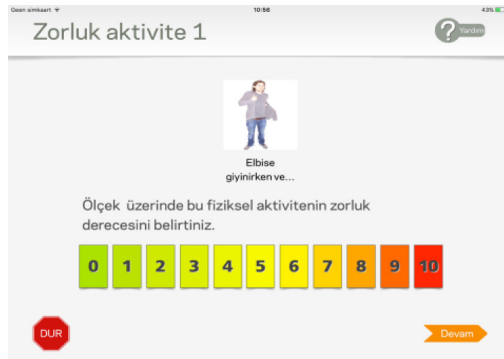 Geen simkaart
10:56
43%
Zorluk aktivite 1
? Yardım
Elbise
giyinirken ve...
Ölçek üzerinde bu fiziksel aktivitenin zorluk
derecesini belirtiniz.
0 1 2 3 4 5 6 7 8 9 10
DUR
Devam